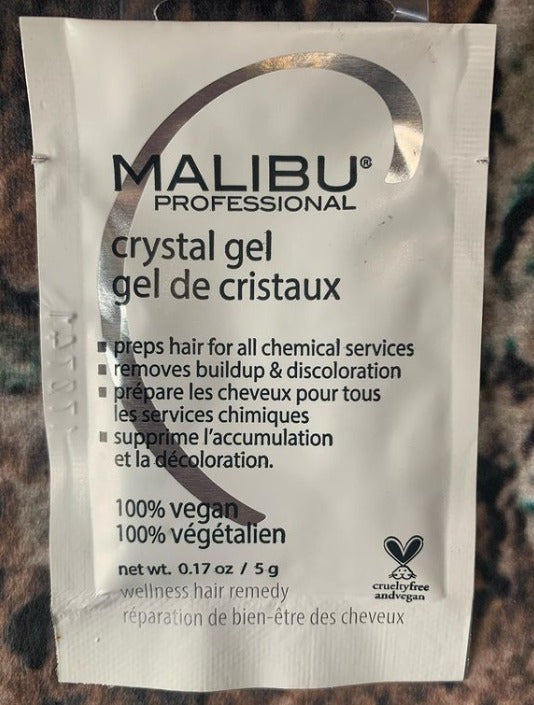 MALIBU®
PROFESSIONAL
crystal gel
gel de cristaux
▪ preps hair for all chemical services
▪ removes buildup & discoloration
▪ prépare les cheveux pour tous
les services chimiques
▪ supprime l'accumulation
et la décoloration.
100% vegan
100% végétalien
net wt. 0.17 oz / 5 g
wellness hair remedy
réparation de bien-être des cheveux
crueltyfree
andvegan